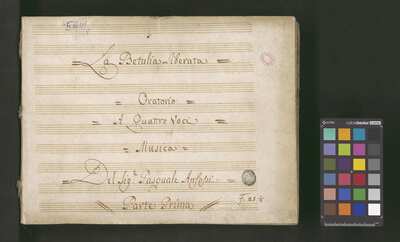 La Betulia Liberata
Oratorio
A Quattro Voci
Musica
Del Sig.r Pasquale Anfossi
Parte Prima